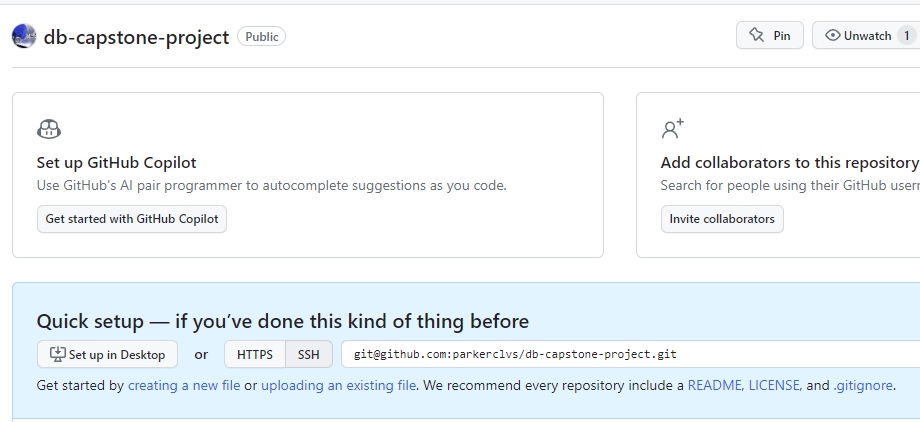 db-capstone-project Public Pin Unwatch 1
Set up GitHub Copilot
Use GitHub's AI pair programmer to autocomplete suggestions as you code.
Get started with GitHub Copilot
Add collaborators to this repository
Search for people using their GitHub usern
Invite collaborators
Quick setup — if you've done this kind of thing before
Set up in Desktop or HTTPS SSH git@github.com:parkerclvs/db-capstone-project.git
Get started by creating a new file or uploading an existing file. We recommend every repository include a README, LICENSE, and .gitignore.